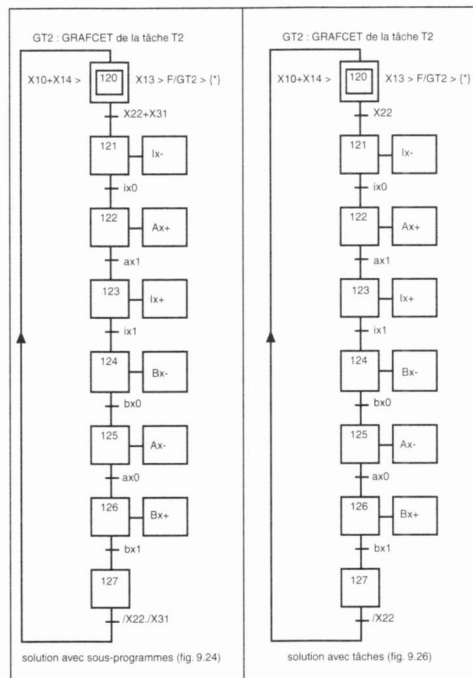 GT2 : GRAFCET de la tâche T2
X10+X14 > 120 X13 > F/GT2 > {*}
X22+X31
121 Ix-
ix0
122 Ax+
ax1
123 Ix+
ix1
124 Bx-
bx0
125 Ax-
ax0
126 Bx+
bx1
127
/X22./X31
solution avec sous-programmes (fig. 9.24)
GT2 : GRAFCET de la tâche T2
X10+X14 > 120 X13 > F/GT2 > {*}
X22
121 Ix-
ix0
122 Ax+
ax1
123 Ix+
ix1
124 Bx-
bx0
125 Ax-
ax0
126 Bx+
bx1
127
/X22
solution avec tâches (fig. 9.26)